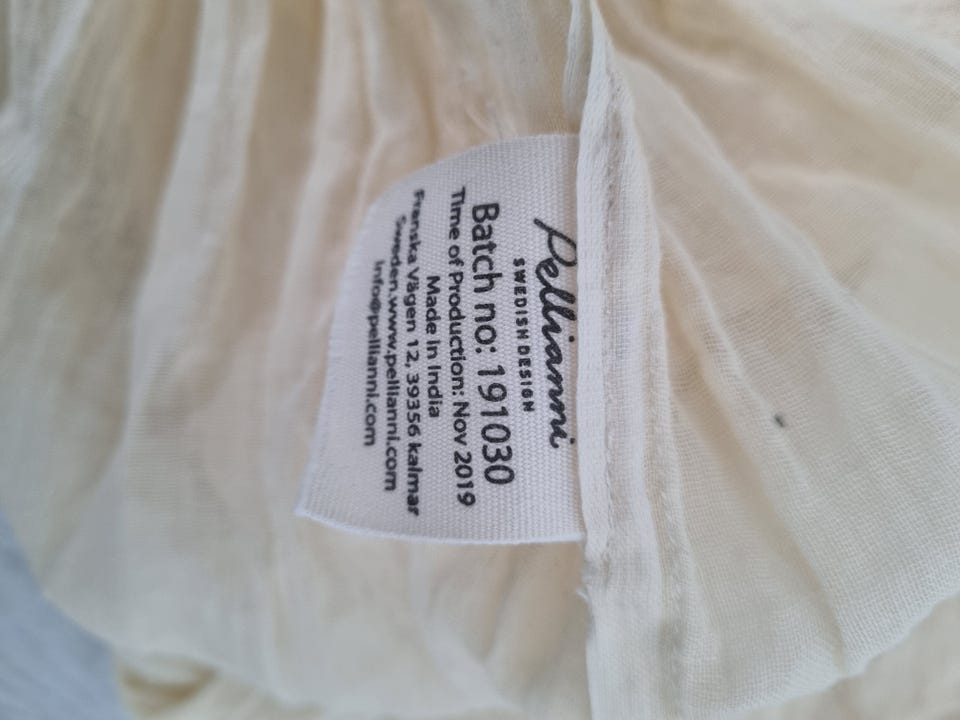 Pellianni
SWEDISH DESIGN
Batch no: 191030
Time of Production: Nov 2019
Made in India
Franska Vägen 12, 39356 kalmar
Sweden.www.pellianni.com
info@pellianni.com